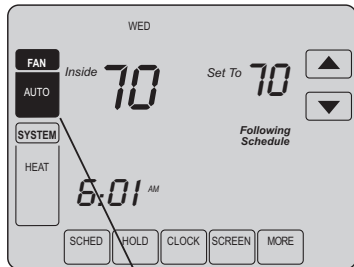 WED
FAN
AUTO
Inside 70
Set To 70
SYSTEM
HEAT
Following
Schedule
6:01 AM
SCHED HOLD CLOCK SCREEN MORE